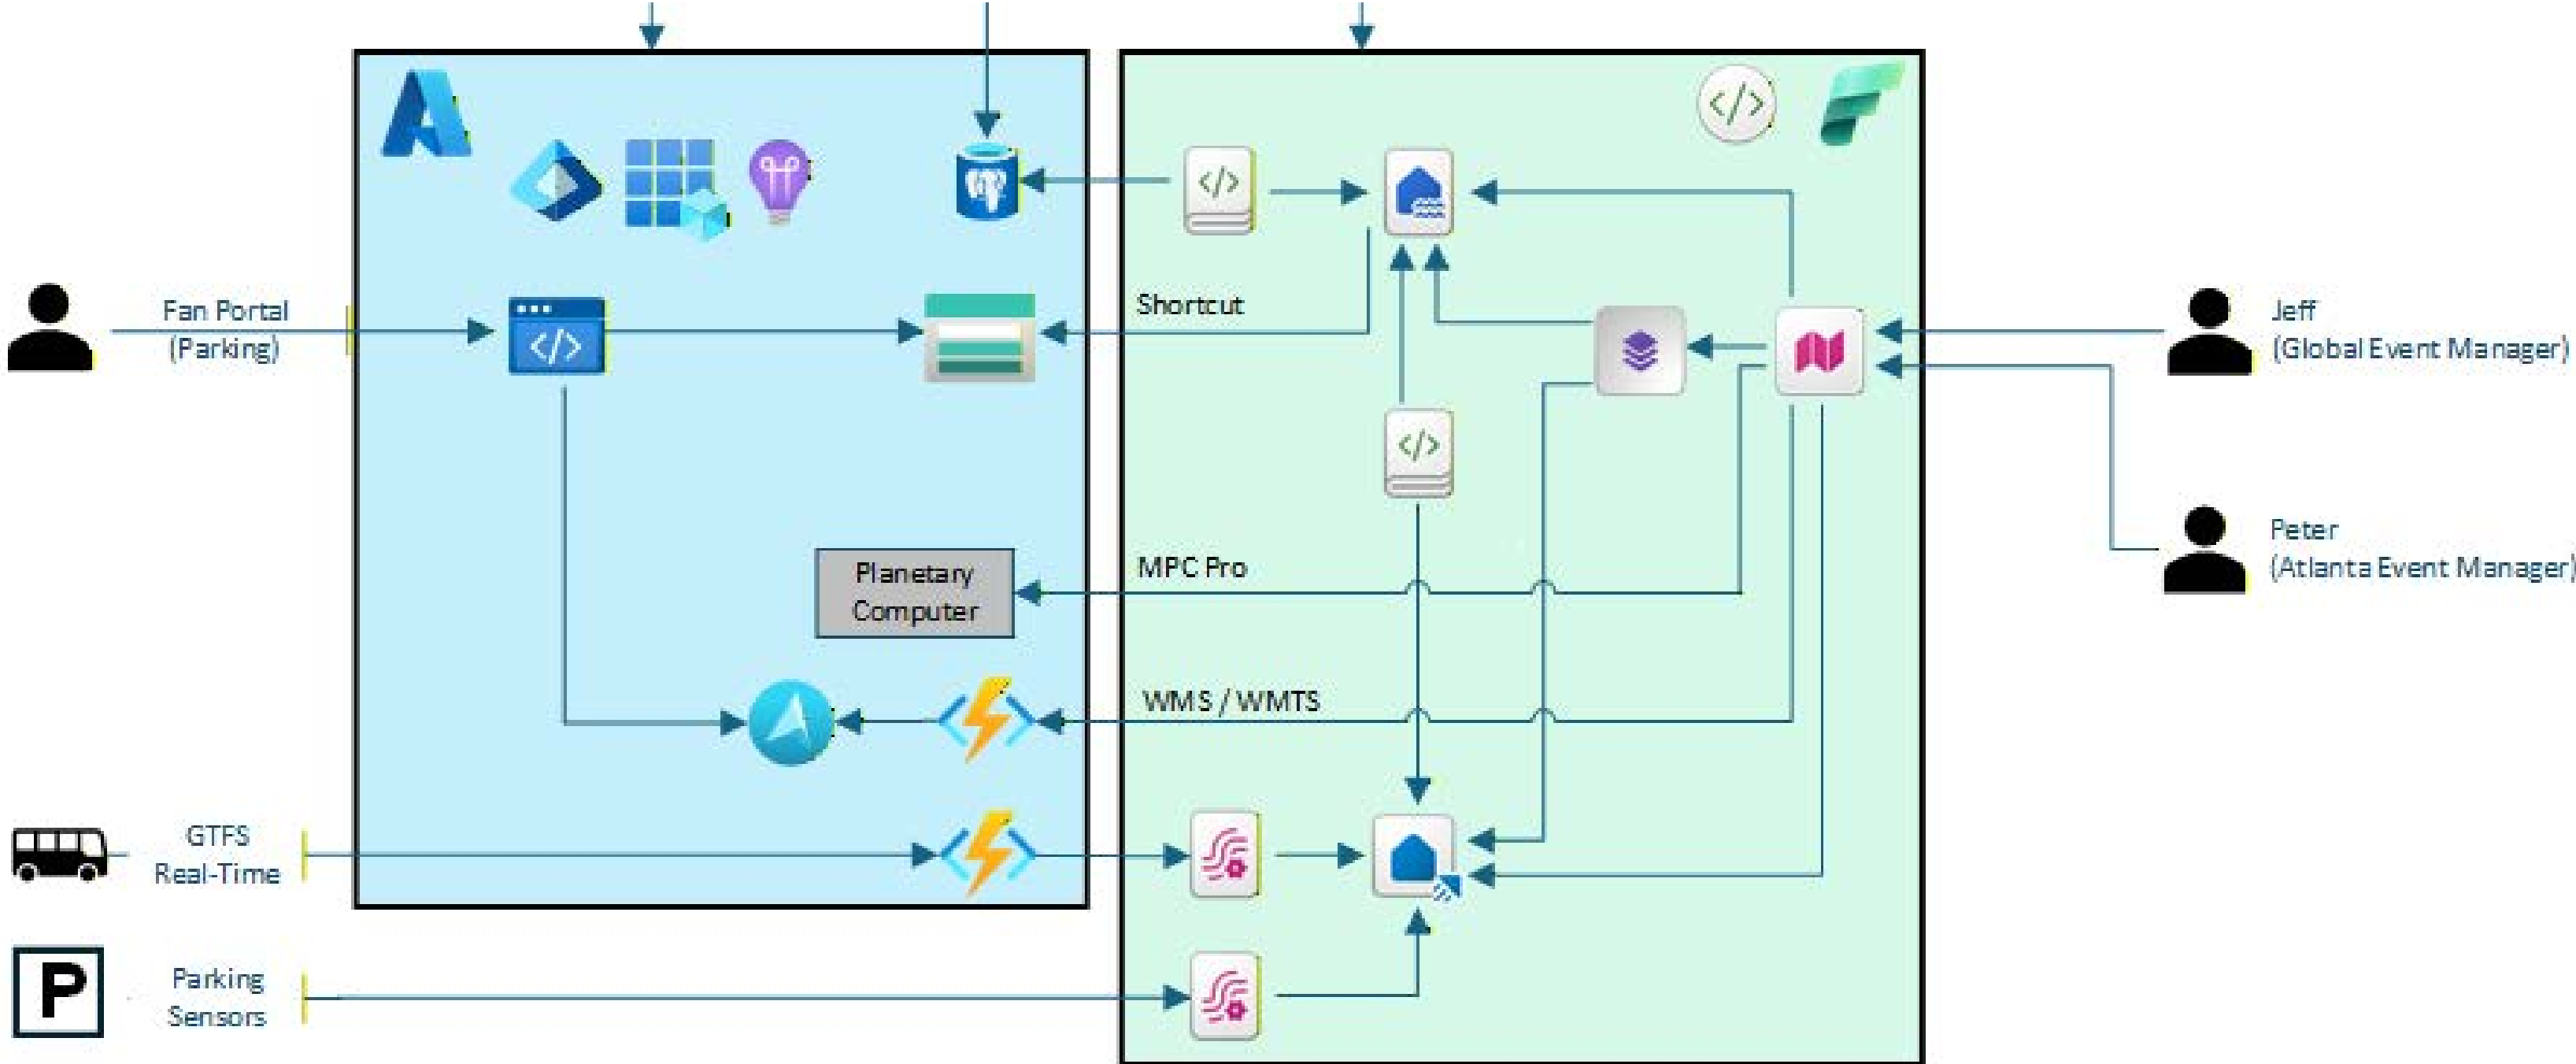 </>
</>
Fan Portal
(Parking)
</>
Shortcut
Jeff
(Global Event Manager)
</>
Planetary
Computer
MPC Pro
Peter
(Atlanta Event Manager)
WMS / WMTS
GTFS
Real-Time
P
Parking
Sensors